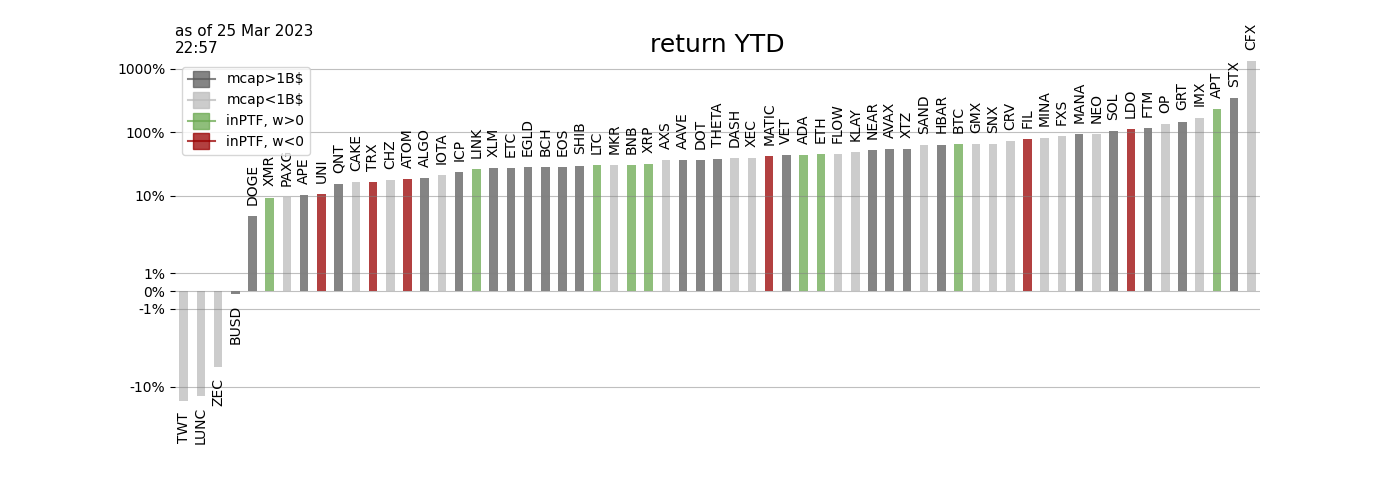 as of 25 Mar 2023
22:57
return YTD
1000%
100%
10%
1%
0%
-1%
-10%
mcap>1B$
mcap<1B$
inPTF, w>0
inPTF, w<0
TWT
LUNC
ZEC
BUSD
DOGE
XMR
PAXG
APE
UNI
QNT
CAKE
TRX
CHZ
ATOM
ALGO
IOTA
ICP
LINK
XLM
ETC
EGLD
BCH
EOS
SHIB
LTC
MKR
BNB
XRP
AXS
AAVE
DOT
THETA
DASH
XEC
MATIC
VET
ADA
ETH
FLOW
KLAY
NEAR
AVAX
XTZ
SAND
HBAR
BTC
GMX
SNX
CRV
FIL
MINA
FXS
MANA
NEO
SOL
LDO
FTM
OP
GRT
IMX
APT
STX
CFX